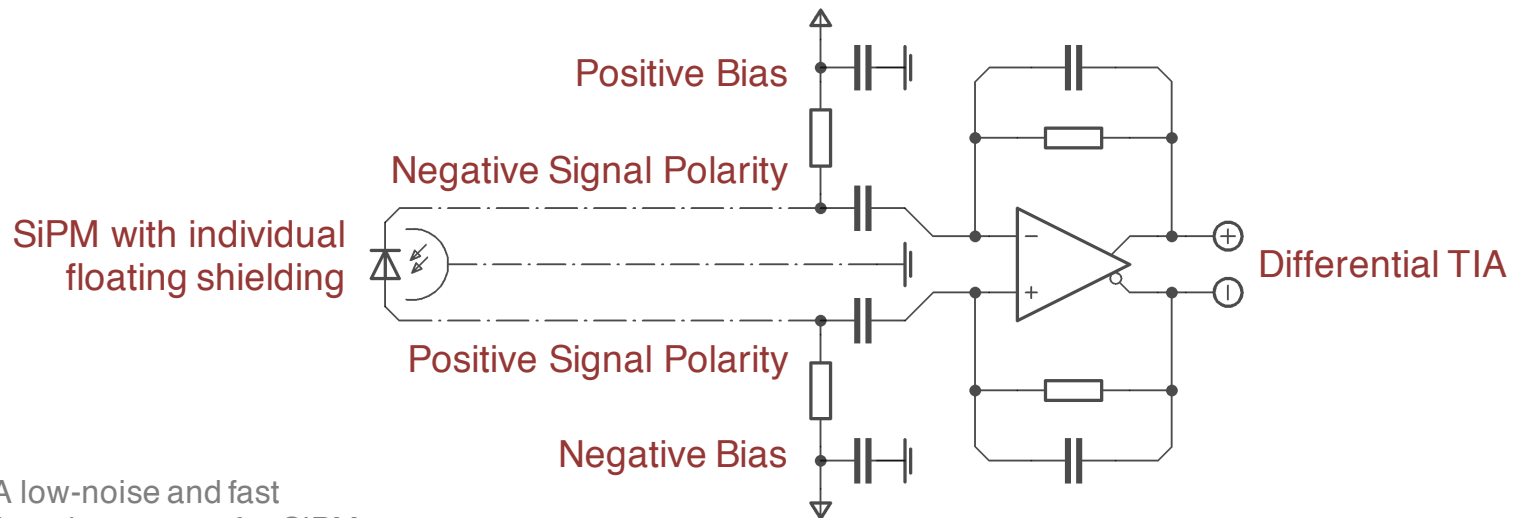 Positive Bias
Negative Signal Polarity
SiPM with individual
floating shielding
Differential TIA
Positive Signal Polarity
Negative Bias
A low-noise and fast